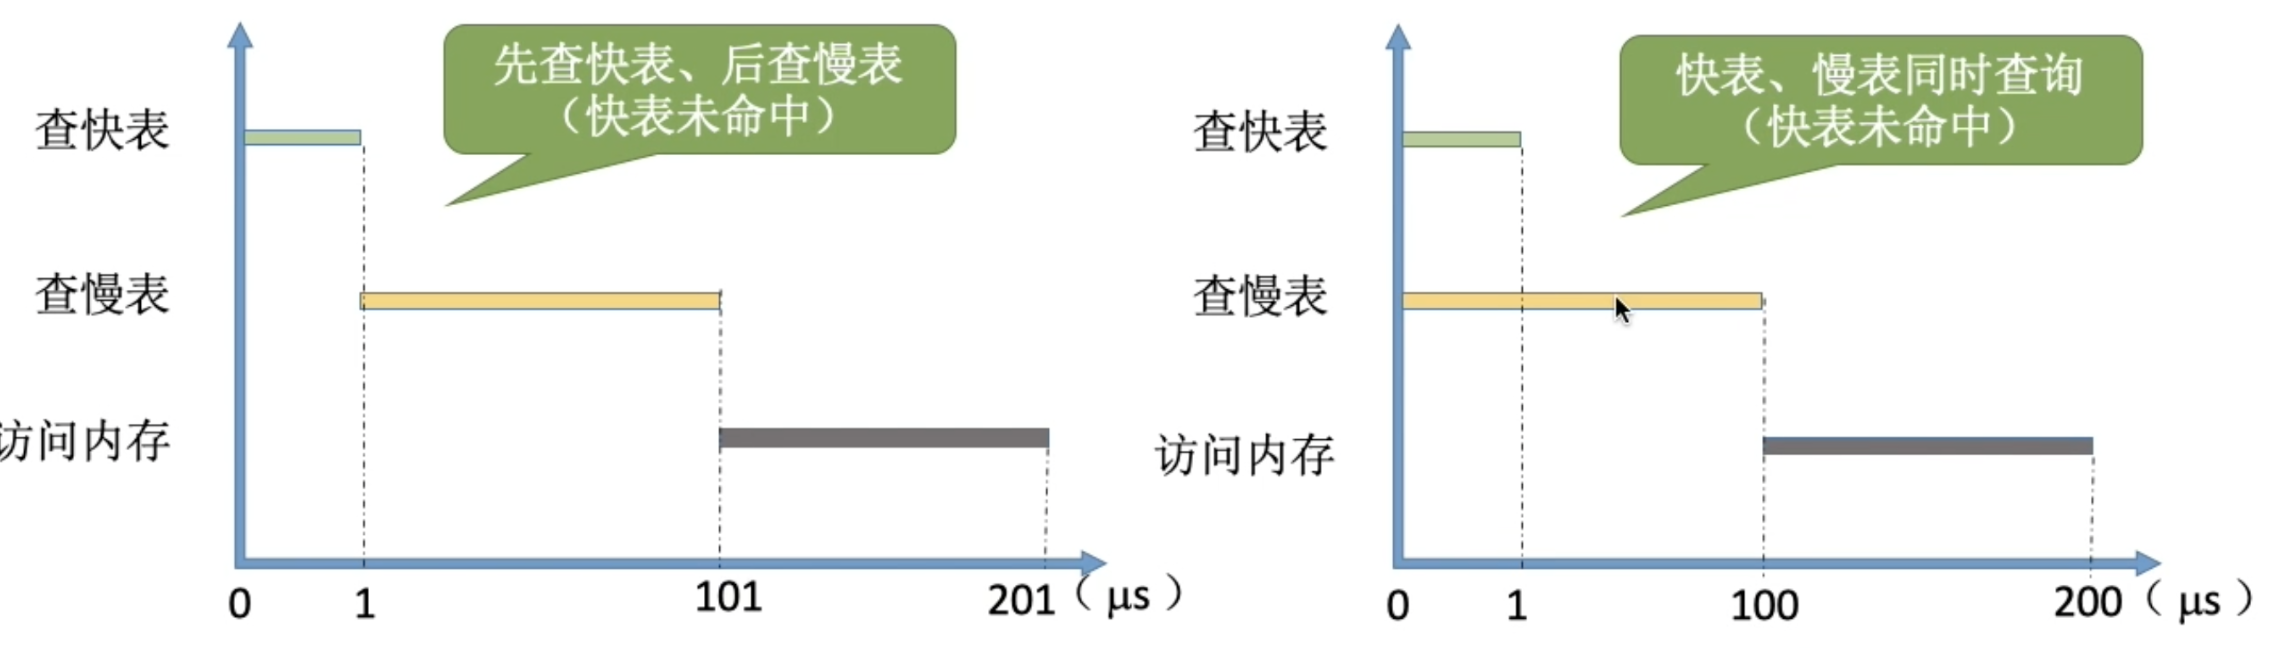 先查快表、后查慢表
（快表未命中）
查快表
查慢表
访问内存
0
1
101
201
（μs）
快表、慢表同时查询
（快表未命中）
查快表
查慢表
访问内存
0
1
100
200
（μs）